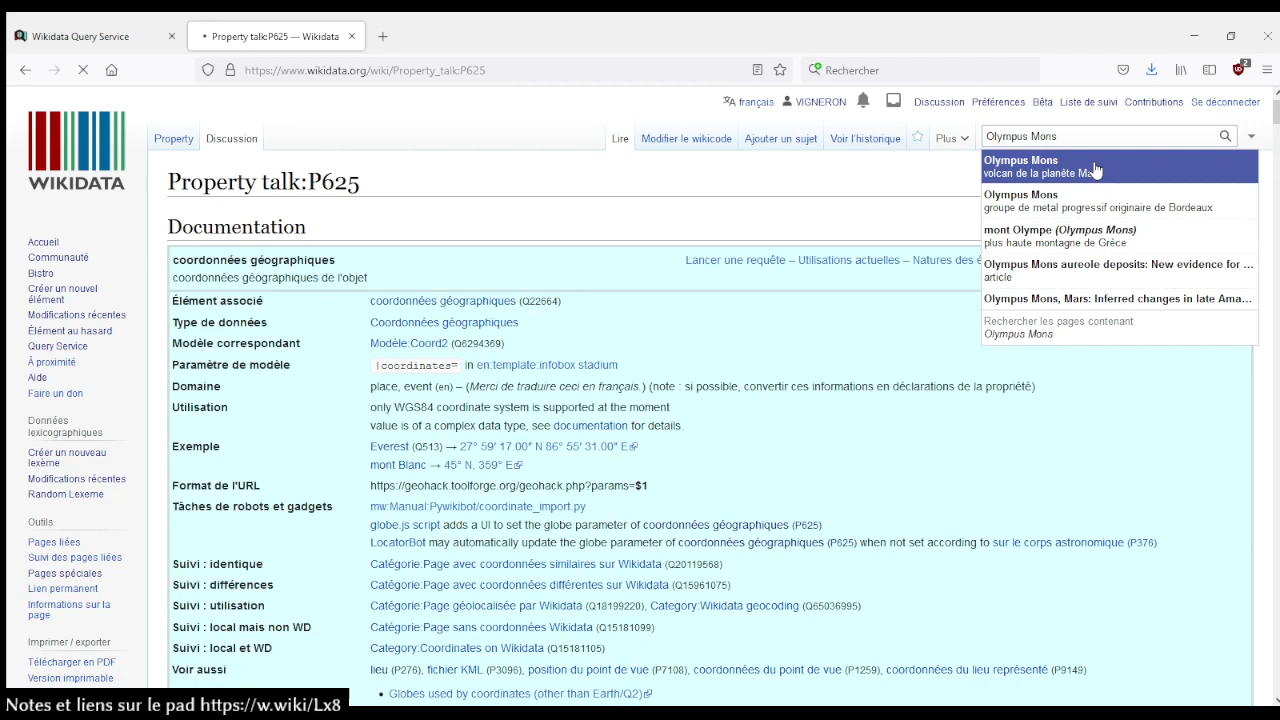 Wikidata Query Service
Property talk:P625 — Wikidata
https://www.wikidata.org/wiki/Property_talk:P625
Rechercher
2
français VIGNERON Discussion Préférences Bêta Liste de suivi Contributions Se déconnecter
Property Discussion Lire Modifier le wikicode Ajouter un sujet Voir l'historique Plus
Olympus Mons
Olympus Mons
volcan de la planète Ma
Olympus Mons
groupe de metal progressif originaire de Bordeaux
mont Olympe (Olympus Mons)
plus haute montagne de Grèce
Olympus Mons aureole deposits: New evidence for ...
article
Olympus Mons, Mars: Inferred changes in late Ama...
Rechercher les pages contenant
Olympus Mons
WIKIDATA
Accueil
Communauté
Bistro
Créer un nouvel
élément
Modifications récentes
Élément au hasard
Query Service
À proximité
Aide
Faire un don
Données
lexicographiques
Créer un nouveau
lexème
Modifications récentes
Random Lexeme
Outils
Pages liées
Suivi des pages liées
Pages spéciales
Lien permanent
Informations sur la
page
Imprimer / exporter
Télécharger en PDF
Version imprimable
Property talk:P625
Documentation
coordonnées géographiques
coordonnées géographiques de l'objet
Lancer une requête – Utilisations actuelles – Natures des é
Élément associé coordonnées géographiques (Q22664)
Type de données Coordonnées géographiques
Modèle correspondant Modèle:Coord2 (Q6294369)
Paramètre de modèle |coordinates= in en:template:infobox stadium
Domaine place, event (en) – (Merci de traduire ceci en français.) (note : si possible, convertir ces informations en déclarations de la propriété)
Utilisation only WGS84 coordinate system is supported at the moment
value is of a complex data type, see documentation for details.
Exemple Everest (Q513) → 27° 59′ 17.00″ N 86° 55′ 31.00″ E
mont Blanc → 45° N, 359° E
Format de l'URL https://geohack.toolforge.org/geohack.php?params=$1
Tâches de robots et gadgets mw:Manual:Pywikibot/coordinate_import.py
globe.js script adds a UI to set the globe parameter of coordonnées géographiques (P625)
LocatorBot may automatically update the globe parameter of coordonnées géographiques (P625) when not set according to sur le corps astronomique (P376)
Suivi : identique Catégorie:Page avec coordonnées similaires sur Wikidata (Q20119568)
Suivi : différences Catégorie:Page avec coordonnées différentes sur Wikidata (Q15961075)
Suivi : utilisation Catégorie:Page géolocalisée par Wikidata (Q18199220), Category:Wikidata geocoding (Q65036995)
Suivi : local mais non WD Catégorie:Page sans coordonnées Wikidata (Q15181099)
Suivi : local et WD Category:Coordinates on Wikidata (Q15181105)
Voir aussi lieu (P276), fichier KML (P3096), position du point de vue (P7108), coordonnées du point de vue (P1259), coordonnées du lieu représenté (P9149)
• Globes used by coordinates (other than Earth/Q2)
Notes et liens sur le pad https://w.wiki/Lx8